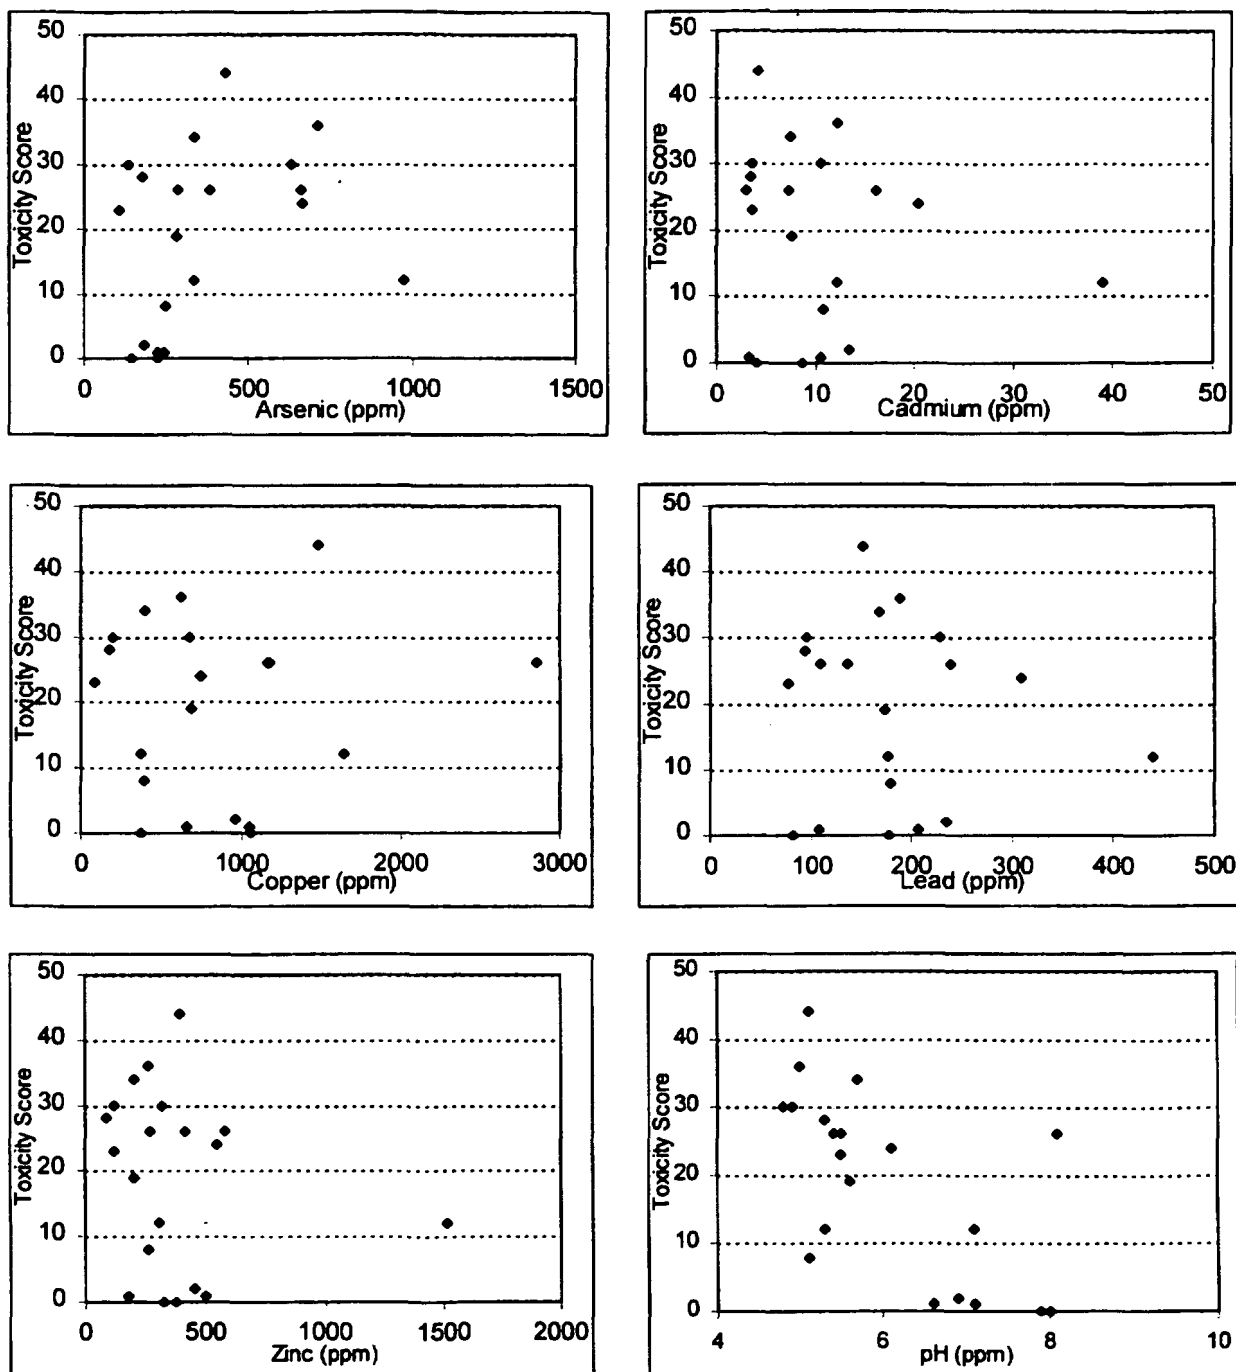 50
40
30
20
10
0
Toxicity Score
0 500 1000 1500
Arsenic (ppm)
50
40
30
20
10
0
Toxicity Score
0 10 20 30 40 50
Cadmium (ppm)
50
40
30
20
10
0
Toxicity Score
0 1000 2000 3000
Copper (ppm)
50
40
30
20
10
0
Toxicity Score
0 100 200 300 400 500
Lead (ppm)
50
40
30
20
10
0
Toxicity Score
0 500 1000 1500 2000
Zinc (ppm)
50
40
30
20
10
0
Toxicity Score
4 6 8 10
pH (ppm)